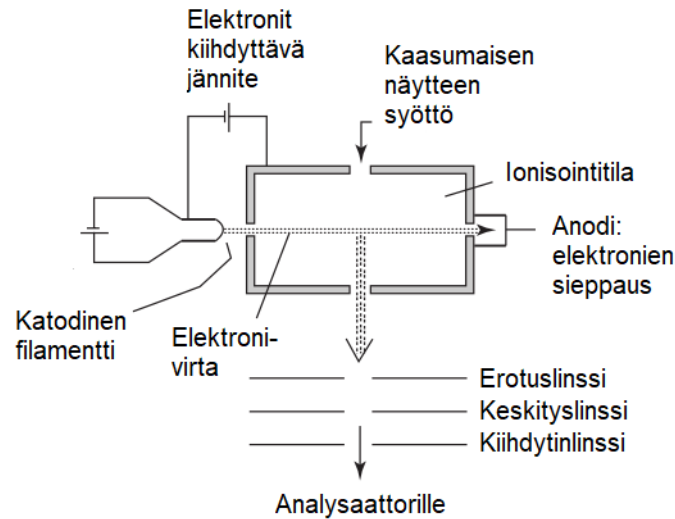 Elektronit
kiihdyttävä
jännite
Kaasumaisen
näytteen
syöttö
Ionisointitila
Anodi:
elektronien
sieppaus
Katodinen
filamentti
Elektroni-
virta
Erotuslinssi
Keskityslinssi
Kiihdytinlinssi
Analysaattorille